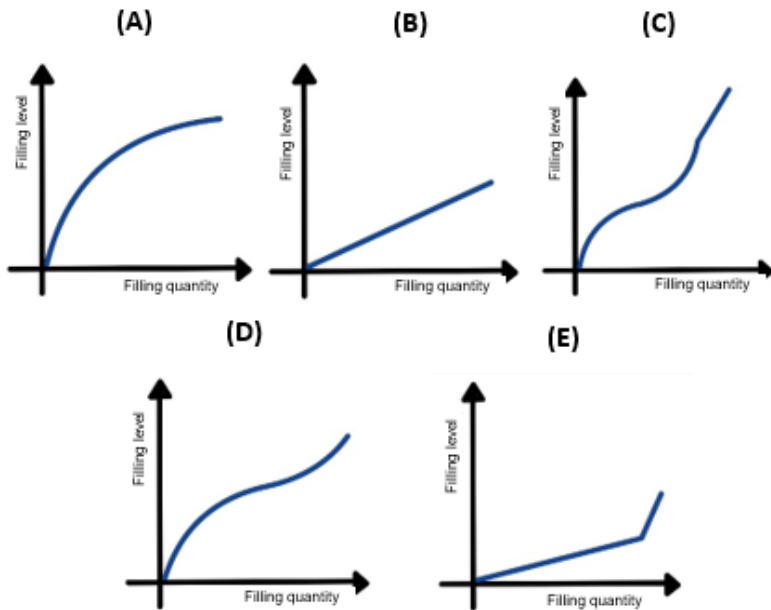 (A)
(B)
(C)
Filling level
Filling quantity
Filling level
Filling quantity
Filling level
Filling quantity
(D)
(E)
Filling level
Filling quantity
Filling level
Filling quantity